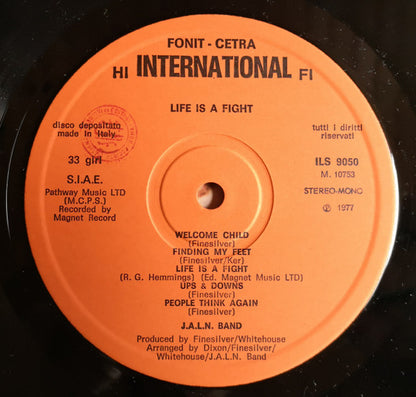 FONIT - CETRA
HI INTERNATIONAL FI
LIFE IS A FIGHT
disco depositato
made in Italy
tutti i diritti
riservati
33 giri
ILS 9050
M. 10753
S.I.A.E.
Pathway Music LTD
(M.C.P.S.)
Recorded by
Magnet Record
STEREO-MONO
Ⓟ 1977
WELCOME CHILD
(Finesilver)
FINDING MY FEET
(Finesilver/Ker)
LIFE IS A FIGHT
(R. G. Hemmings) (Ed. Magnet Music LTD)
UPS & DOWNS
(Finesilver)
PEOPLE THINK AGAIN
(Finesilver)
J.A.L.N. BAND
Produced by Finesilver/Whitehouse
Arranged by Dixon/Finesilver/
Whitehouse/J.A.L.N. Band